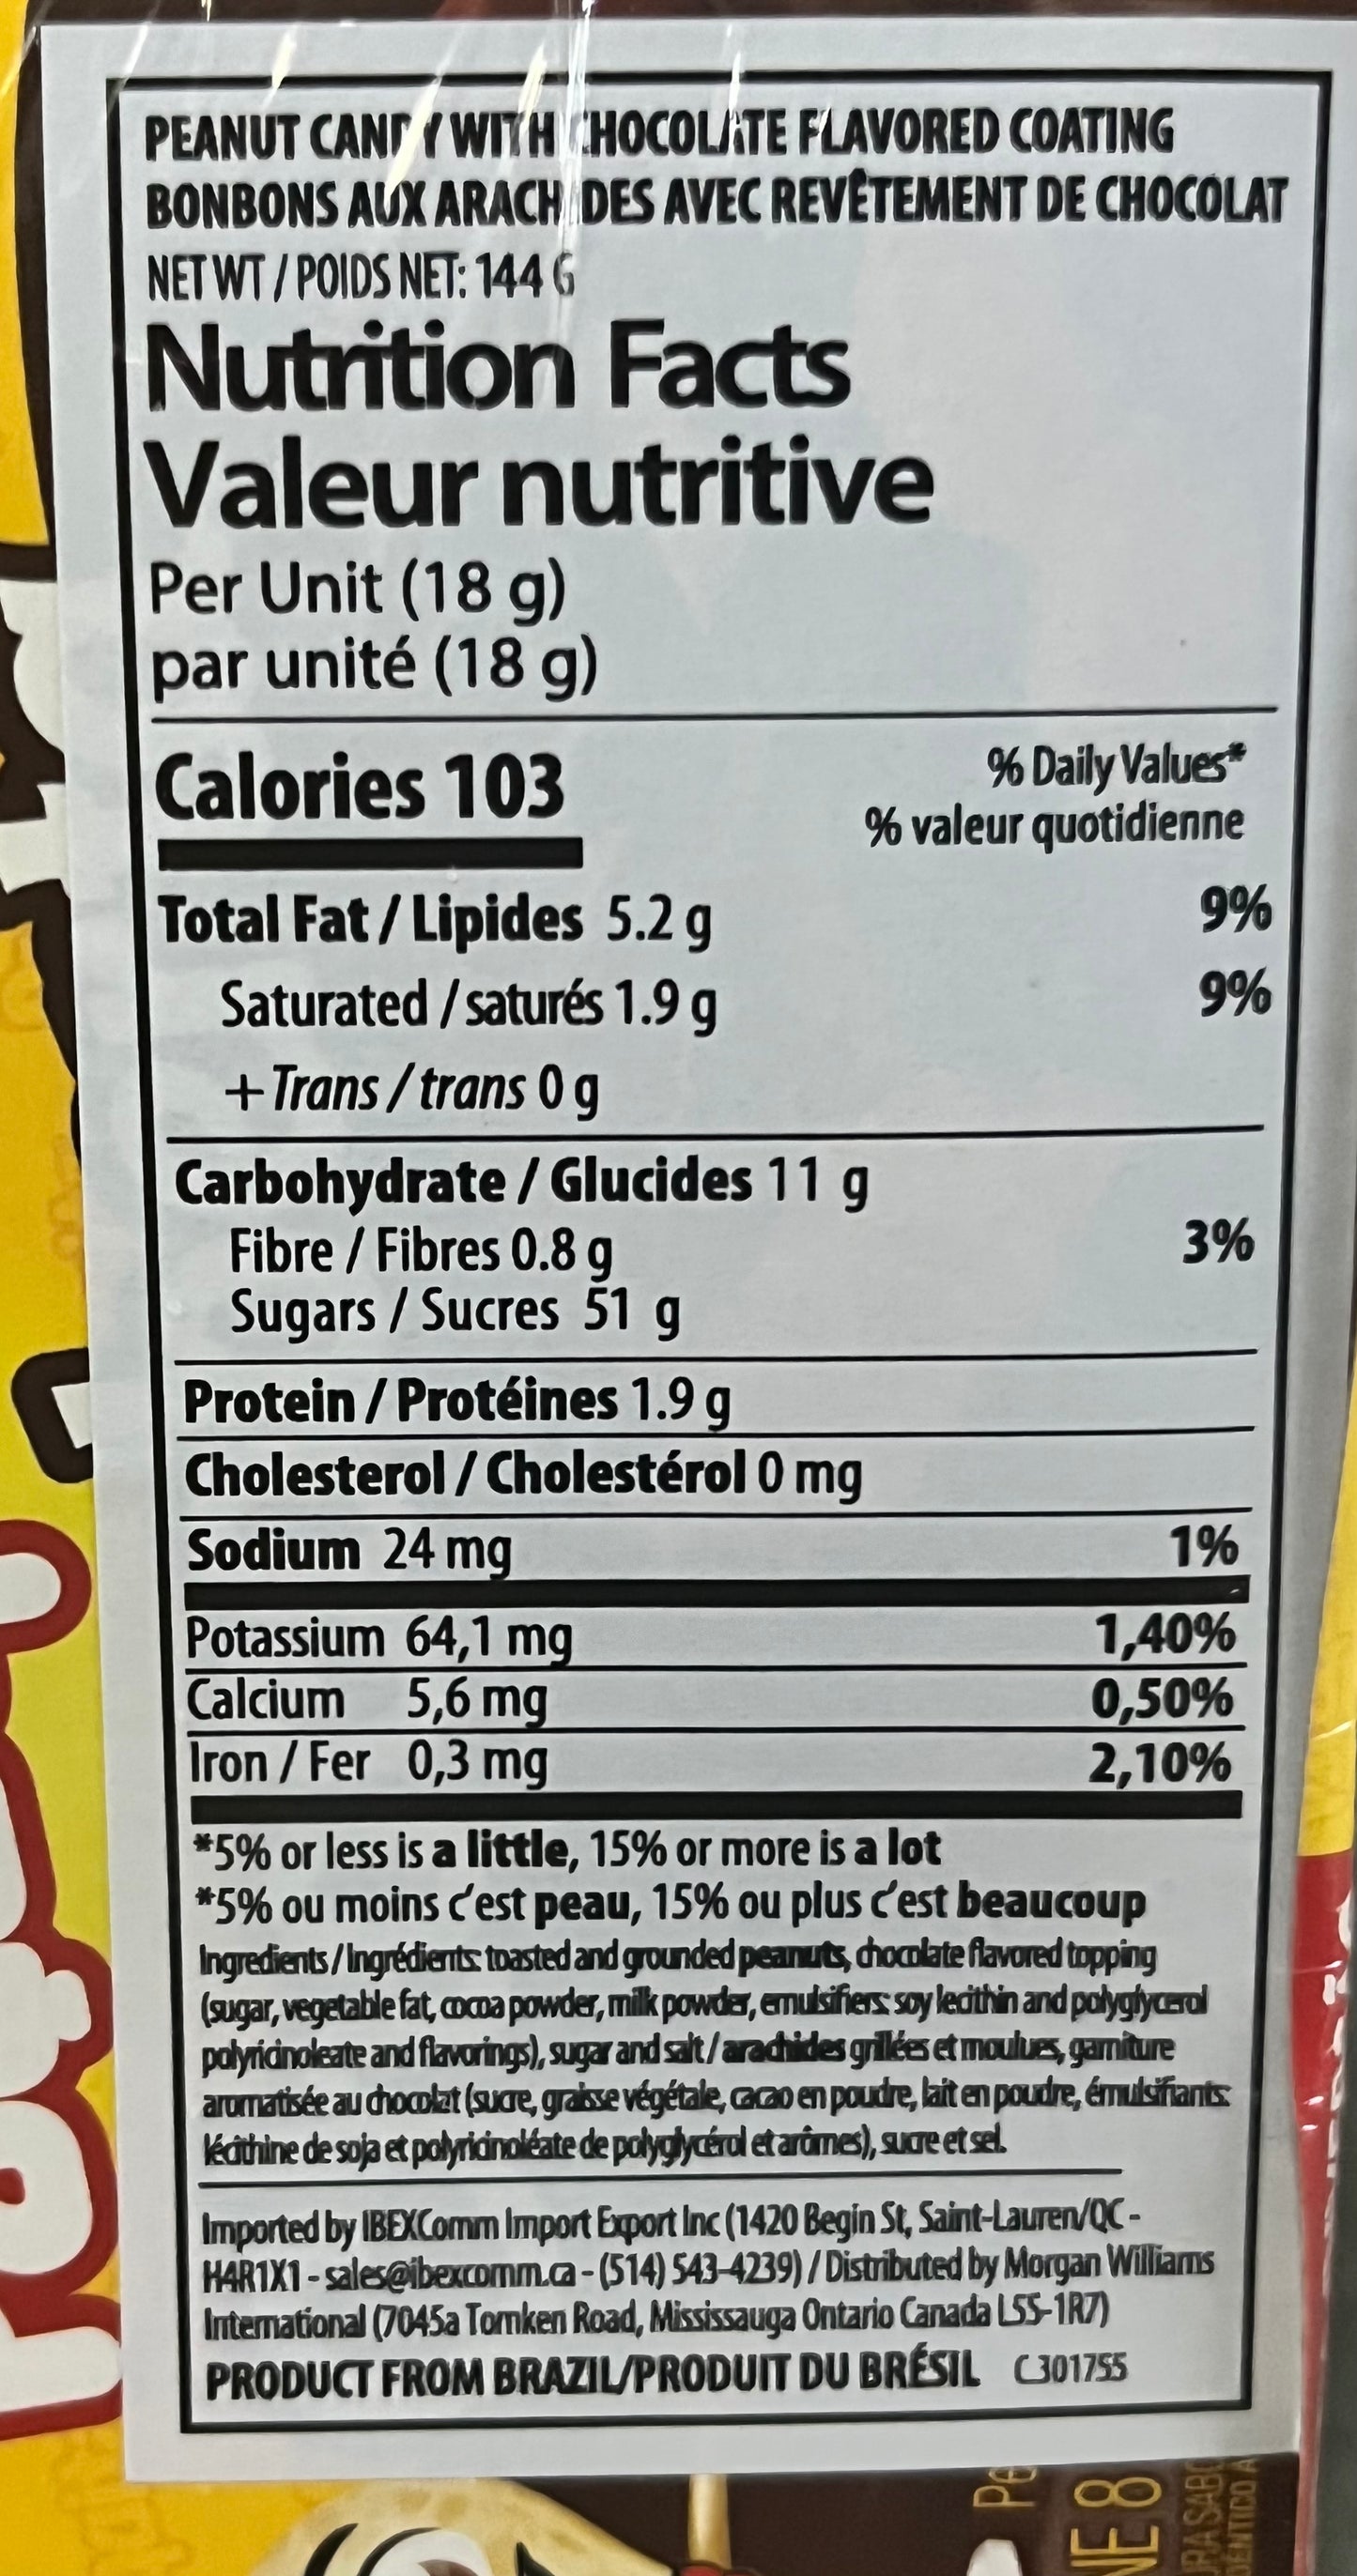 PEANUT CANDY WITH CHOCOLATE FLAVORED COATING
BONBONS AUX ARACHIDES AVEC REVÊTEMENT DE CHOCOLAT
NET WT / POIDS NET: 144 G
Nutrition Facts
Valeur nutritive
Per Unit (18 g)
par unité (18 g)
Calories 103
% Daily Values*
% valeur quotidienne
Total Fat / Lipides 5.2 g 9%
Saturated / saturés 1.9 g 9%
+ Trans / trans 0 g
Carbohydrate / Glucides 11 g
Fibre / Fibres 0.8 g 3%
Sugars / Sucres 51 g
Protein / Protéines 1.9 g
Cholesterol / Cholestérol 0 mg
Sodium 24 mg 1%
Potassium 64,1 mg 1,40%
Calcium 5,6 mg 0,50%
Iron / Fer 0,3 mg 2,10%
*5% or less is a little, 15% or more is a lot
*5% ou moins c'est peau, 15% ou plus c'est beaucoup
Ingredients / Ingrédients: toasted and grounded peanuts, chocolate flavored topping
(sugar, vegetable fat, cocoa powder, milk powder, emulsifiers: soy lecithin and polyglycerol
polyricinoleate and flavorings), sugar and salt / arachides grillées et moulues, garniture
aromatisée au chocolat (sucre, graisse végétale, cacao en poudre, lait en poudre, émulsifiants:
lécithine de soja et polyricinoléate de polyglycérol et arômes), sucre et sel.
Imported by IBEXComm Import Export Inc (1420 Begin St, Saint-Lauren/QC -
H4R1X1 - sales@ibexcomm.ca - (514) 543-4239) / Distributed by Morgan Williams
International (7045a Tomken Road, Mississauga Ontario Canada L5S-1R7)
PRODUCT FROM BRAZIL/PRODUIT DU BRÉSIL C301755